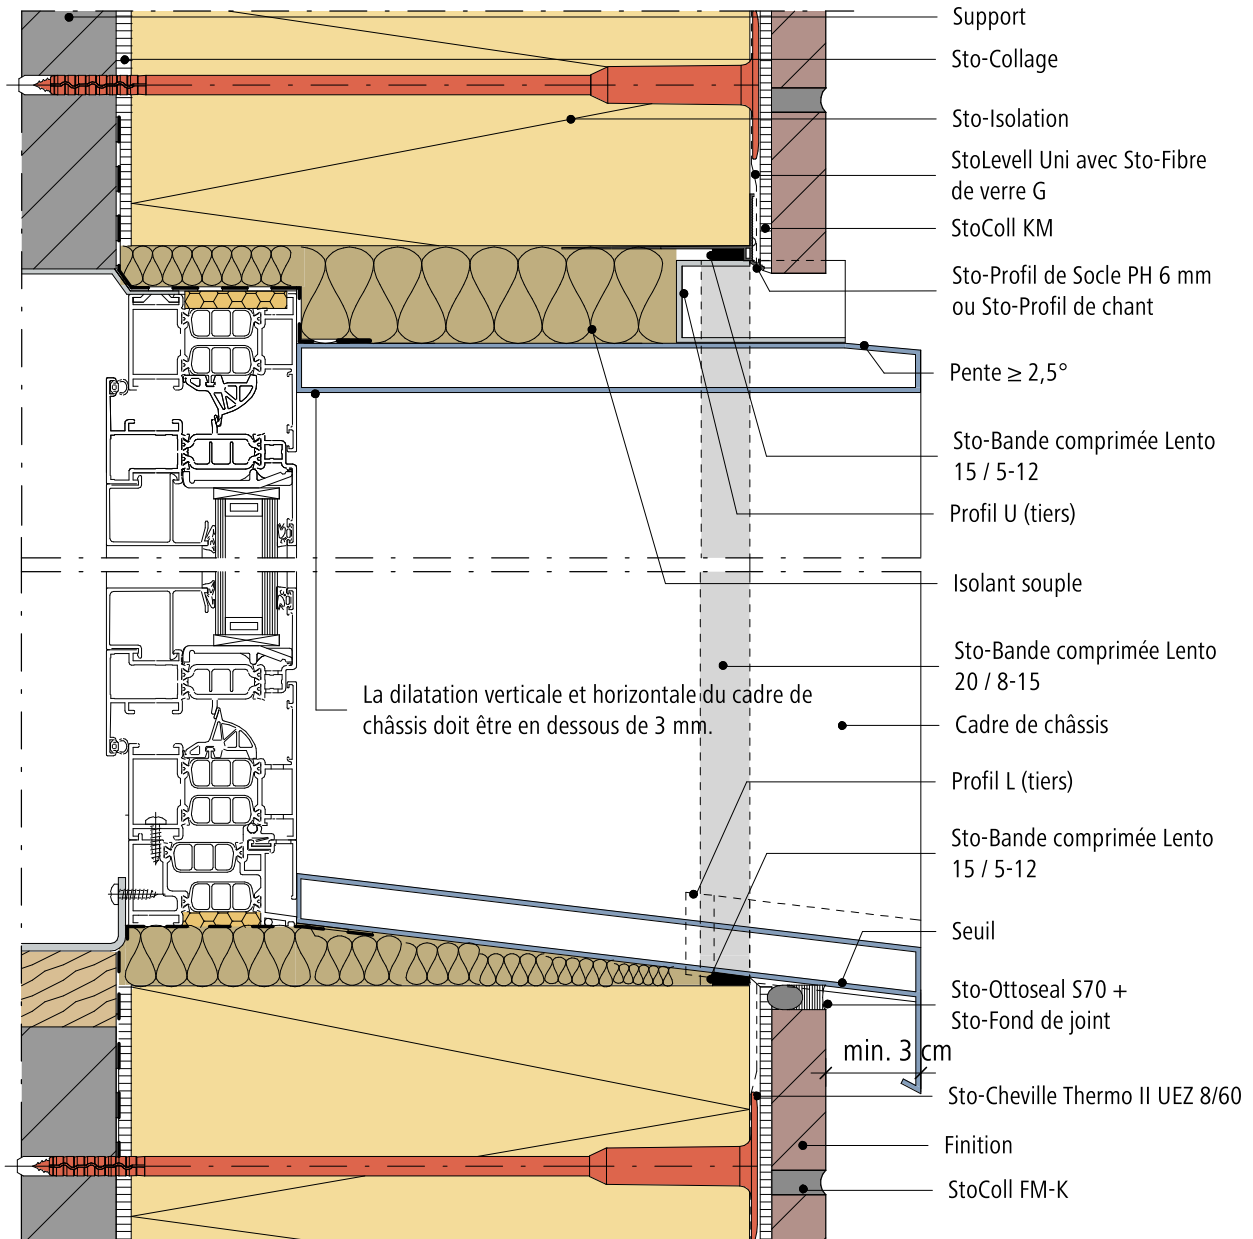 Support
Sto-Collage
Sto-Isolation
StoLevell Uni avec Sto-Fibre
de verre G
StoColl KM
Sto-Profil de Socle PH 6 mm
ou Sto-Profil de chant
Pente ≥ 2,5°
Sto-Bande comprimée Lento
15 / 5-12
Profil U (tiers)
Isolant souple
Sto-Bande comprimée Lento
20 / 8-15
La dilatation verticale et horizontale du cadre de
châssis doit être en dessous de 3 mm.
Cadre de châssis
Profil L (tiers)
Sto-Bande comprimée Lento
15 / 5-12
Seuil
Sto-Ottoseal S70 +
Sto-Fond de joint
min. 3 cm
Sto-Cheville Thermo II UEZ 8/60
Finition
StoColl FM-K